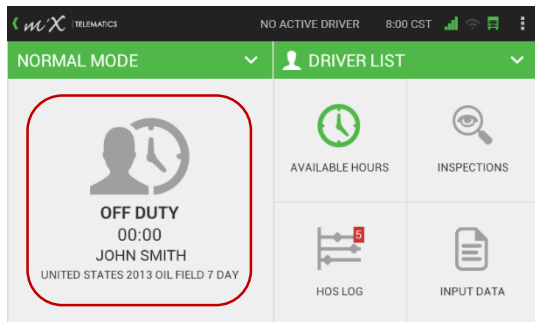 MiX TELEMATICS NO ACTIVE DRIVER 8:00 CST
NORMAL MODE
DRIVER LIST
OFF DUTY
00:00
JOHN SMITH
UNITED STATES 2013 OIL FIELD 7 DAY
AVAILABLE HOURS
INSPECTIONS
5
HOS LOG
INPUT DATA